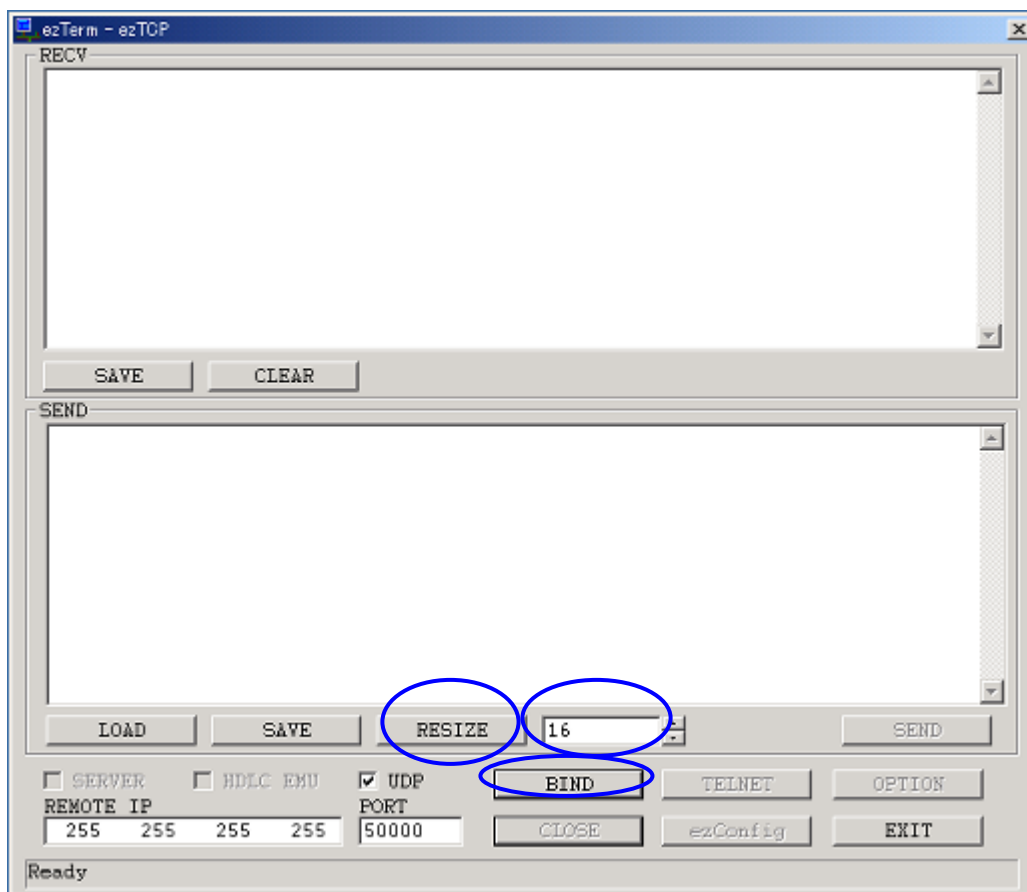 ezTerm - ezTCP
RECV
SAVE CLEAR
SEND
LOAD SAVE RESIZE 16 SEND
SERVER HDLC EMU UDP BIND TELNET OPTION
REMOTE IP PORT
255 255 255 255 50000 CLOSE ezConfig EXIT
Ready